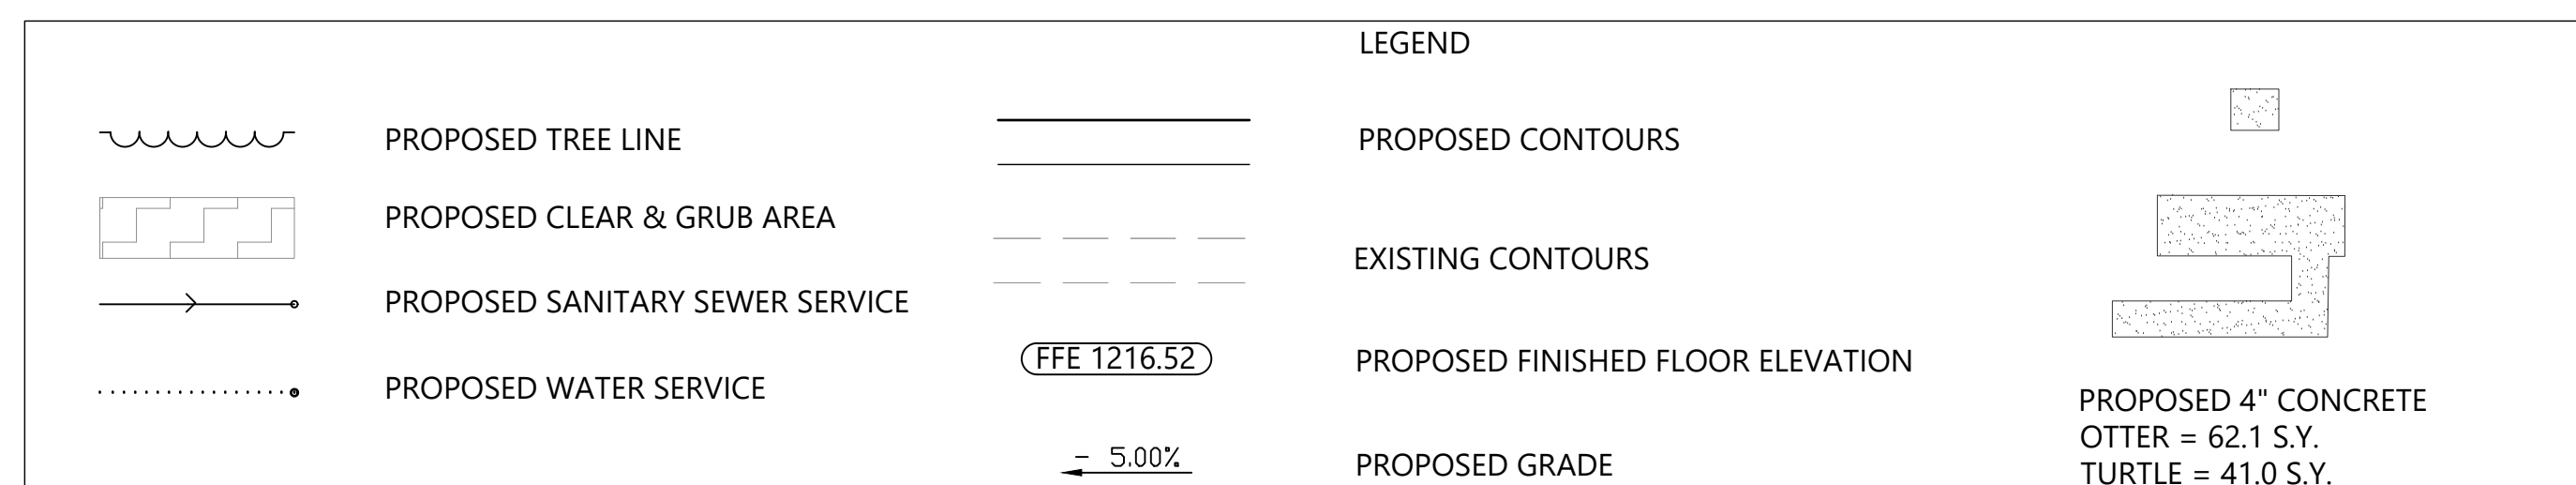 LEGEND
PROPOSED TREE LINE
PROPOSED CLEAR & GRUB AREA
PROPOSED SANITARY SEWER SERVICE
PROPOSED WATER SERVICE
PROPOSED CONTOURS
EXISTING CONTOURS
FFE 1216.52
PROPOSED FINISHED FLOOR ELEVATION
- 5.00%
PROPOSED GRADE
PROPOSED 4" CONCRETE
OTTER = 62.1 S.Y.
TURTLE = 41.0 S.Y.